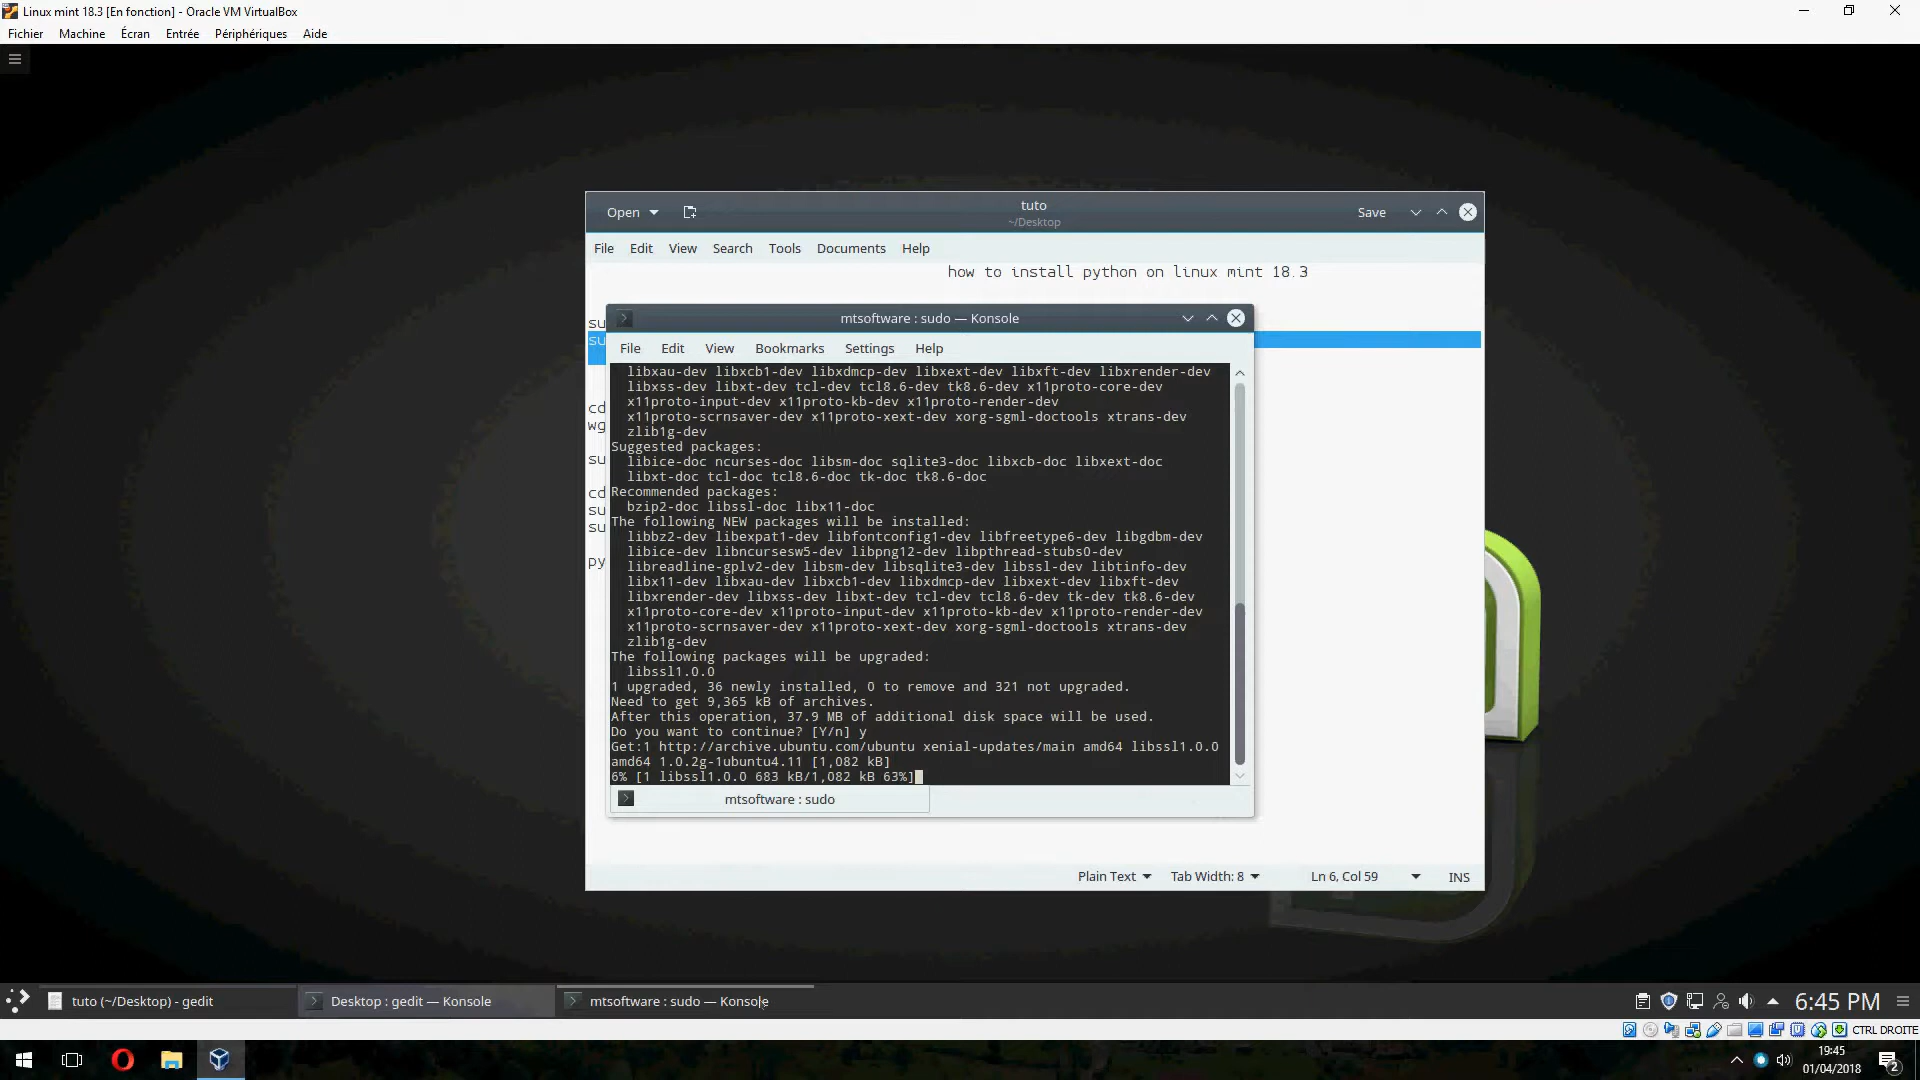 Linux mint 18.3 [En fonction] - Oracle VM VirtualBox
Fichier Machine Écran Entrée Périphériques Aide
Open
tuto
~/Desktop
Save
File Edit View Search Tools Documents Help
how to install python on linux mint 18.3
su
su
cd
wg
su
cd
su
su
py
mtsoftware : sudo — Konsole
File Edit View Bookmarks Settings Help
libxau-dev libxcb1-dev libxdmcp-dev libxext-dev libxft-dev libxrender-dev
libxss-dev libxt-dev tcl-dev tcl8.6-dev tk8.6-dev x11proto-core-dev
x11proto-input-dev x11proto-kb-dev x11proto-render-dev
x11proto-scrnsaver-dev x11proto-xext-dev xorg-sgml-doctools xtrans-dev
zlib1g-dev
Suggested packages:
libice-doc ncurses-doc libsm-doc sqlite3-doc libxcb-doc libxext-doc
libxt-doc tcl-doc tcl8.6-doc tk-doc tk8.6-doc
Recommended packages:
bzip2-doc libssl-doc libx11-doc
The following NEW packages will be installed:
libbz2-dev libexpat1-dev libfontconfig1-dev libfreetype6-dev libgdbm-dev
libice-dev libncursesw5-dev libpng12-dev libpthread-stubs0-dev
libreadline-gplv2-dev libsm-dev libsqlite3-dev libssl-dev libtinfo-dev
libx11-dev libxau-dev libxcb1-dev libxdmcp-dev libxext-dev libxft-dev
libxrender-dev libxss-dev libxt-dev tcl-dev tcl8.6-dev tk-dev tk8.6-dev
x11proto-core-dev x11proto-input-dev x11proto-kb-dev x11proto-render-dev
x11proto-scrnsaver-dev x11proto-xext-dev xorg-sgml-doctools xtrans-dev
zlib1g-dev
The following packages will be upgraded:
libssl1.0.0
1 upgraded, 36 newly installed, 0 to remove and 321 not upgraded.
Need to get 9,365 kB of archives.
After this operation, 37.9 MB of additional disk space will be used.
Do you want to continue? [Y/n] y
Get:1 http://archive.ubuntu.com/ubuntu xenial-updates/main amd64 libssl1.0.0
amd64 1.0.2g-1ubuntu4.11 [1,082 kB]
6% [1 libssl1.0.0 683 kB/1,082 kB 63%]
mtsoftware : sudo
Plain Text Tab Width: 8 Ln 6, Col 59 INS
tuto (~/Desktop) - gedit
Desktop : gedit — Konsole
mtsoftware : sudo — Konsole
6:45 PM
CTRL DROITE
19:45
01/04/2018
2